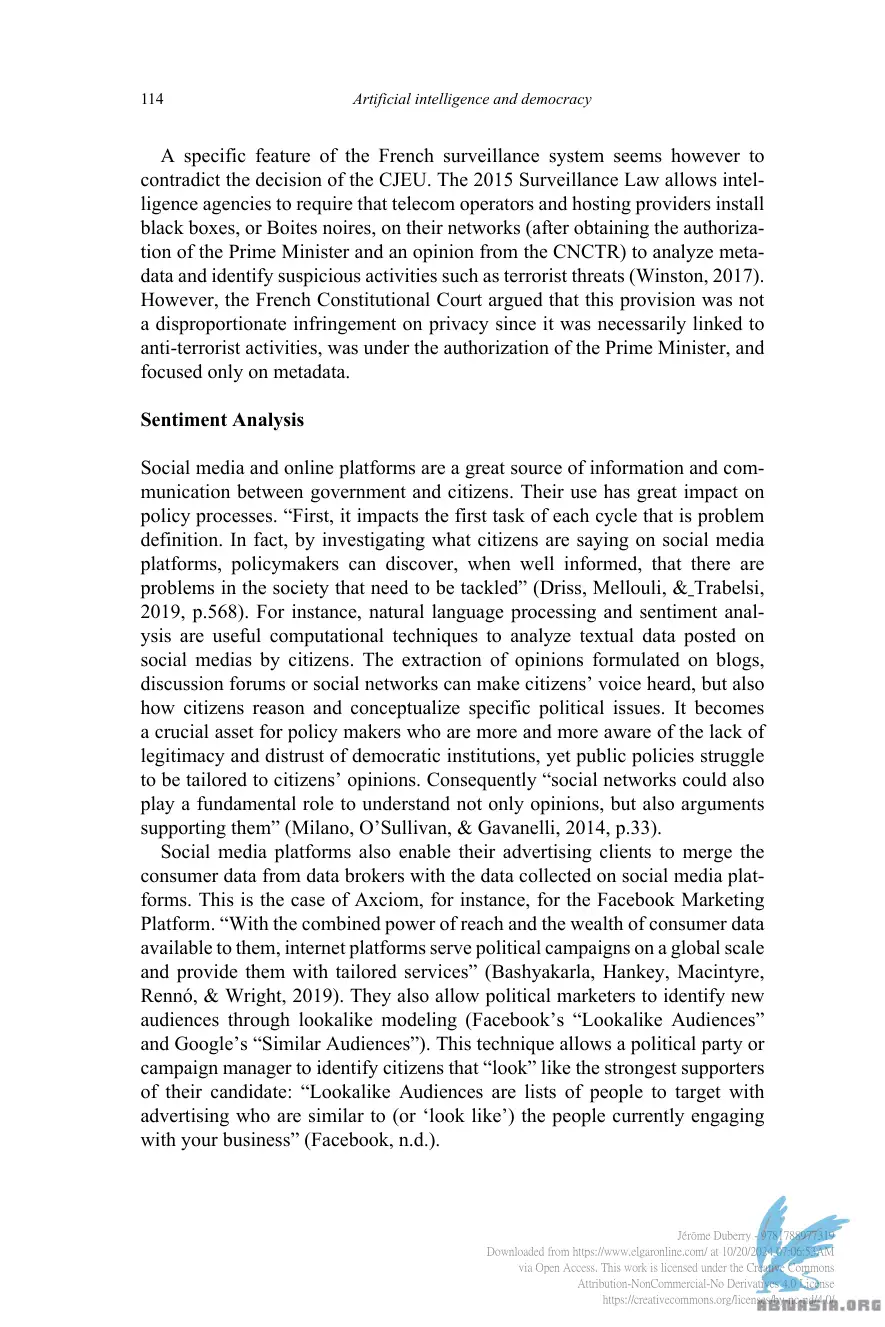 114
Artificial intelligence and democracy
A specific feature of the French surveillance system seems however to
contradict the decision of the CJEU. The 2015 Surveillance Law allows intel-
ligence agencies to require that telecom operators and hosting providers install
black boxes, or Boites noires, on their networks (after obtaining the authoriza-
tion of the Prime Minister and an opinion from the CNCTR) to analyze meta-
data and identify suspicious activities such as terrorist threats (Winston, 2017).
However, the French Constitutional Court argued that this provision was not
a disproportionate infringement on privacy since it was necessarily linked to
anti-terrorist activities, was under the authorization of the Prime Minister, and
focused only on metadata.
Sentiment Analysis
Social media and online platforms are a great source of information and com-
munication between government and citizens. Their use has great impact on
policy processes. “First, it impacts the first task of each cycle that is problem
definition. In fact, by investigating what citizens are saying on social media
platforms, policymakers can discover, when well informed, that there are
problems in the society that need to be tackled” (Driss, Mellouli, & Trabelsi,
2019, p.568). For instance, natural language processing and sentiment anal-
ysis are useful computational techniques to analyze textual data posted on
social medias by citizens. The extraction of opinions formulated on blogs,
discussion forums or social networks can make citizens’ voice heard, but also
how citizens reason and conceptualize specific political issues. It becomes
a crucial asset for policy makers who are more and more aware of the lack of
legitimacy and distrust of democratic institutions, yet public policies struggle
to be tailored to citizens’ opinions. Consequently “social networks could also
play a fundamental role to understand not only opinions, but also arguments
supporting them” (Milano, O’Sullivan, & Gavanelli, 2014, p.33).
Social media platforms also enable their advertising clients to merge the
consumer data from data brokers with the data collected on social media plat-
forms. This is the case of Axciom, for instance, for the Facebook Marketing
Platform. “With the combined power of reach and the wealth of consumer data
available to them, internet platforms serve political campaigns on a global scale
and provide them with tailored services” (Bashyakarla, Hankey, Macintyre,
Rennó, & Wright, 2019). They also allow political marketers to identify new
audiences through lookalike modeling (Facebook’s “Lookalike Audiences”
and Google’s “Similar Audiences”). This technique allows a political party or
campaign manager to identify citizens that “look” like the strongest supporters
of their candidate: “Lookalike Audiences are lists of people to target with
advertising who are similar to (or ‘look like’) the people currently engaging
with your business” (Facebook, n.d.).
Jérôme Duberry - 9781788977319
Downloaded from https://www.elgaronline.com/ at 10/20/2024 07:06:53AM
via Open Access. This work is licensed under the Creative Commons
Attribution-NonCommercial-No Derivatives 4.0 License
https://creativecommons.org/licenses/by-nc-nd/4.0/
ABTNASIA.ORG